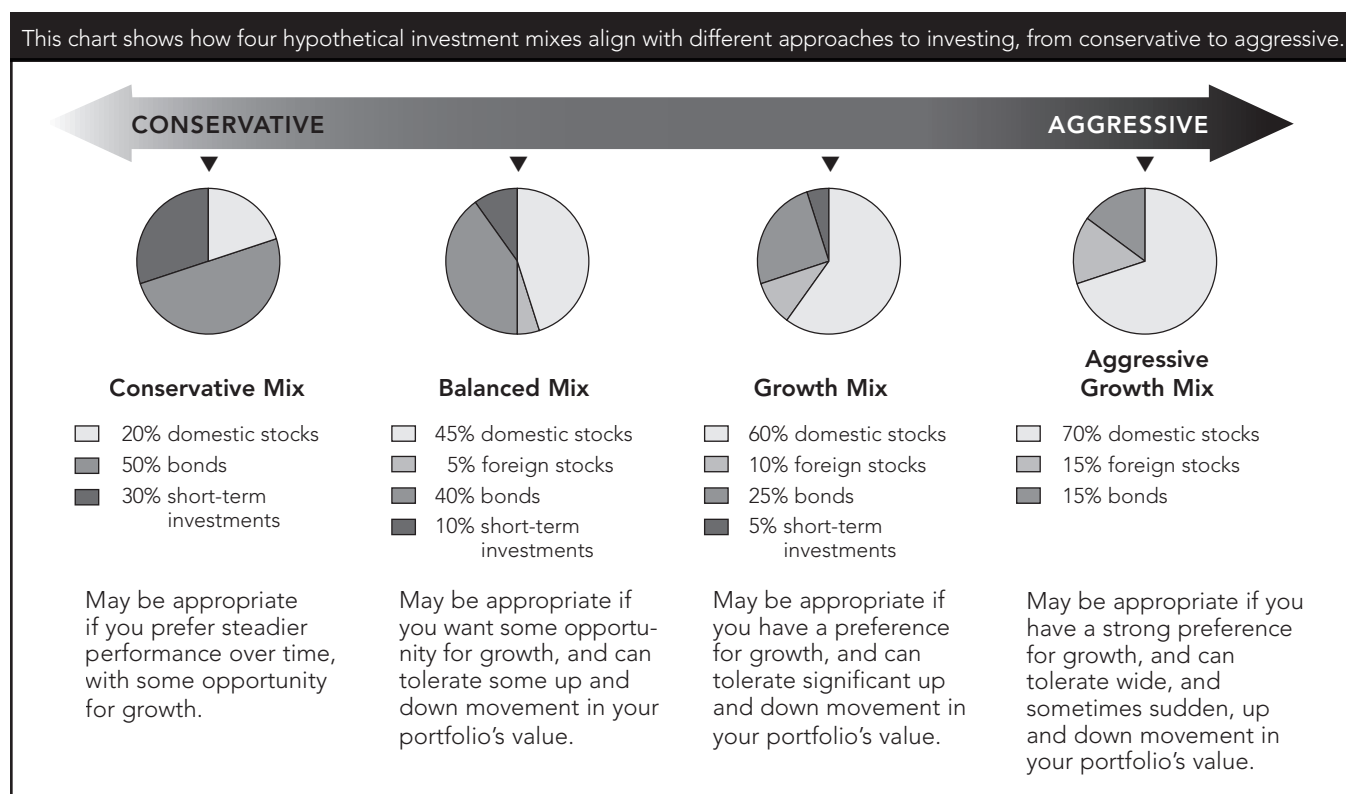 This chart shows how four hypothetical investment mixes align with different approaches to investing, from conservative to aggressive.
CONSERVATIVE
AGGRESSIVE
Conservative Mix
20% domestic stocks
50% bonds
30% short-term
investments
May be appropriate
if you prefer steadier
performance over time,
with some opportunity
for growth.
Balanced Mix
45% domestic stocks
5% foreign stocks
40% bonds
10% short-term
investments
May be appropriate if
you want some opportu-
nity for growth, and can
tolerate some up and
down movement in your
portfolio’s value.
Growth Mix
60% domestic stocks
10% foreign stocks
25% bonds
5% short-term
investments
May be appropriate if
you have a preference
for growth, and can
tolerate significant up
and down movement in
your portfolio’s value.
Aggressive
Growth Mix
70% domestic stocks
15% foreign stocks
15% bonds
May be appropriate if you
have a strong preference
for growth, and can
tolerate wide, and
sometimes sudden, up
and down movement in
your portfolio’s value.